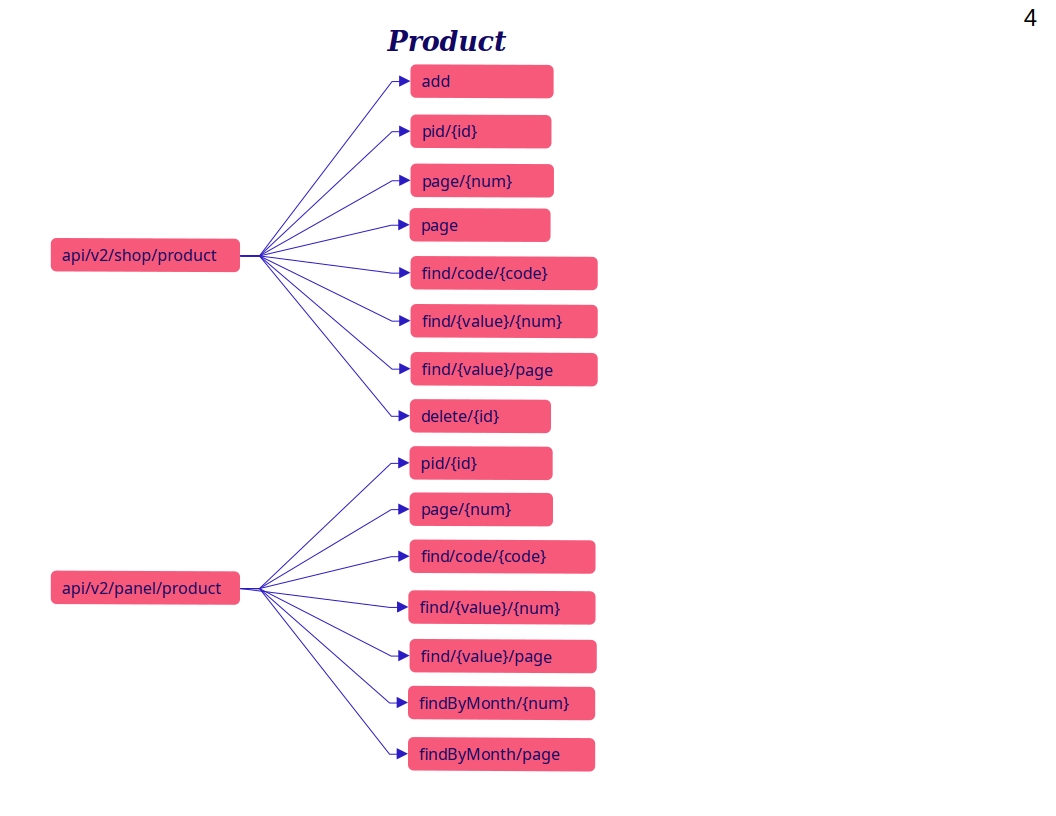 4
Product
add
pid/{id}
page/{num}
page
api/v2/shop/product
find/code/{code}
find/{value}/{num}
find/{value}/page
delete/{id}
pid/{id}
page/{num}
find/code/{code}
api/v2/panel/product
find/{value}/{num}
find/{value}/page
findByMonth/{num}
findByMonth/page